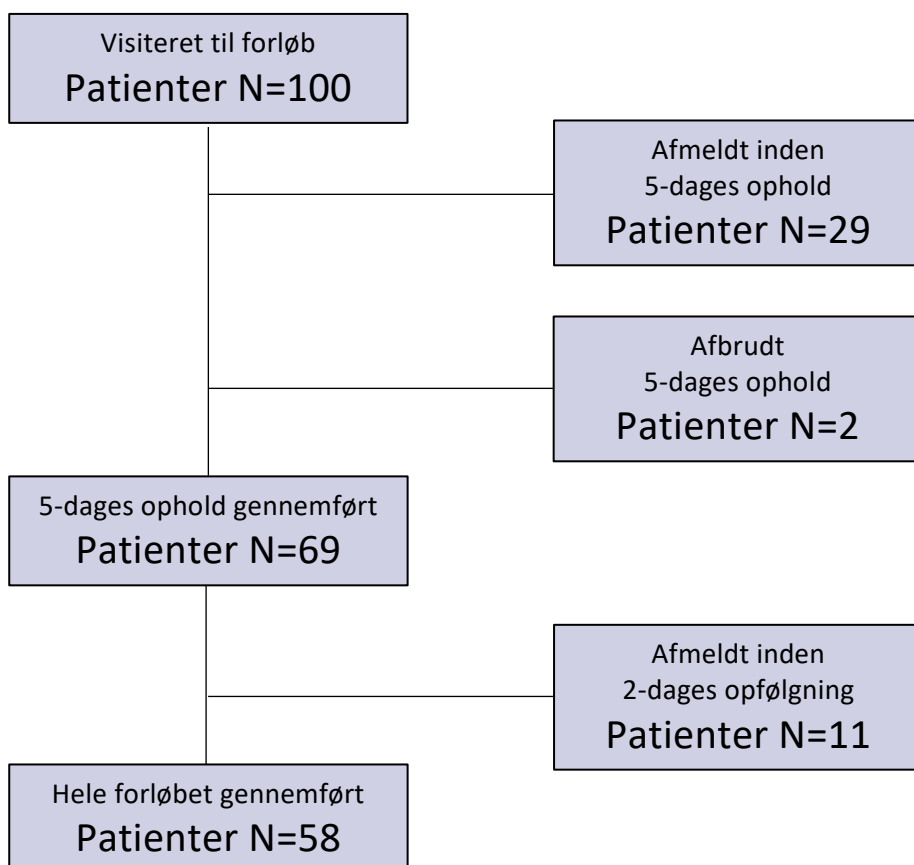 Visiteret til forløb
Patienter N=100
Afmeldt inden
5-dages ophold
Patienter N=29
Afbrudt
5-dages ophold
Patienter N=2
5-dages ophold gennemført
Patienter N=69
Afmeldt inden
2-dages opfølgning
Patienter N=11
Hele forløbet gennemført
Patienter N=58